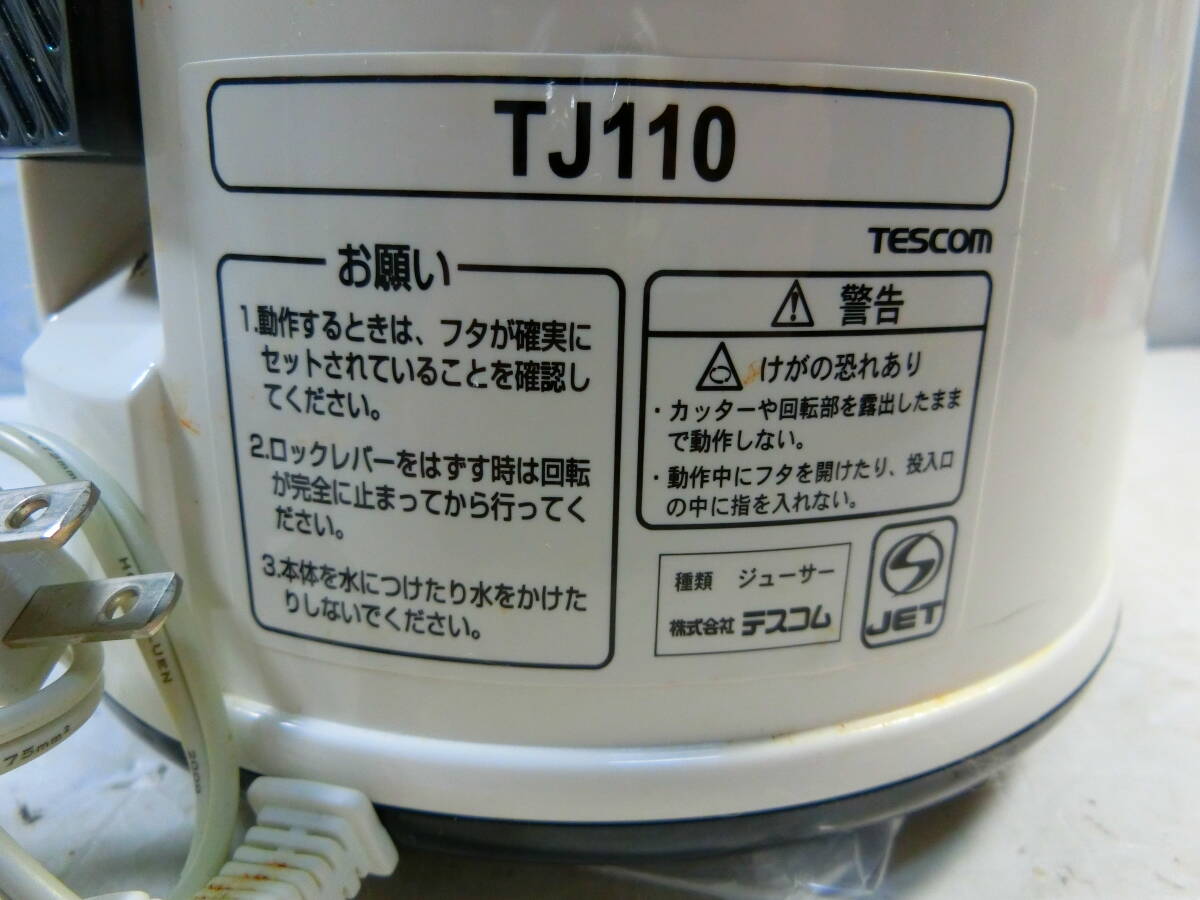 TJ110
TESCOM
お願い
1.動作するときは、フタが確実に
セットされていることを確認し
てください。
2.ロックレバーをはずす時は回転
が完全に止まってから行ってく
ださい。
3.本体を水につけたり水をかけた
りしないでください。
警告
けがの恐れあり
・カッターや回転部を露出したまま
で動作しない。
・動作中にフタを開けたり、投入口
の中に指を入れない。
種類 ジューサー
株式会社 テスコム
JET
75mm²
LUEN